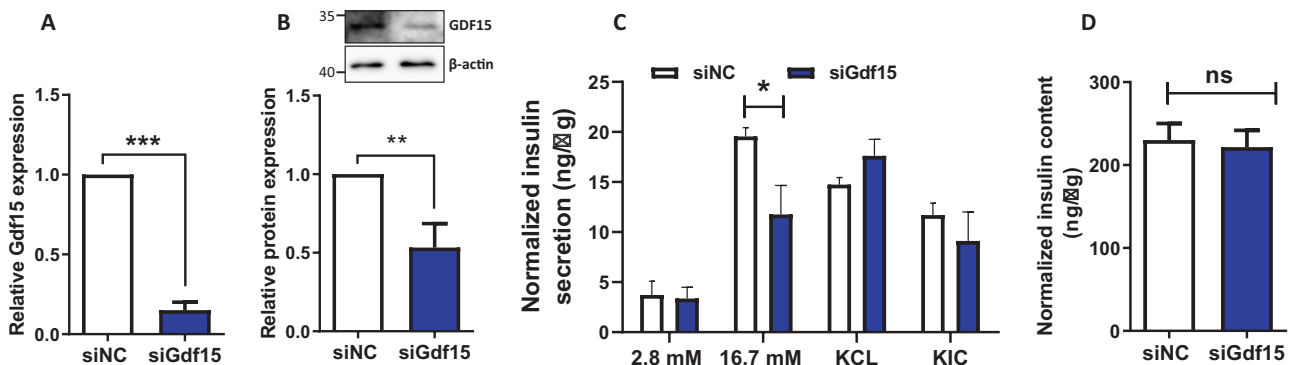 A
Relative Gdf15 expression
1.5
1.0
0.5
0.0
***
siNC
siGdf15
B
35
GDF15
40
β-actin
Relative protein expression
1.5
1.0
0.5
0.0
**
siNC
siGdf15
C
siNC
siGdf15
Normalized insulin
secretion (ng/g)
25
20
15
10
5
0
*
2.8 mM
16.7 mM
KCL
KIC
D
Normalized insulin content
(ng/g)
300
200
100
0
ns
siNC
siGdf15